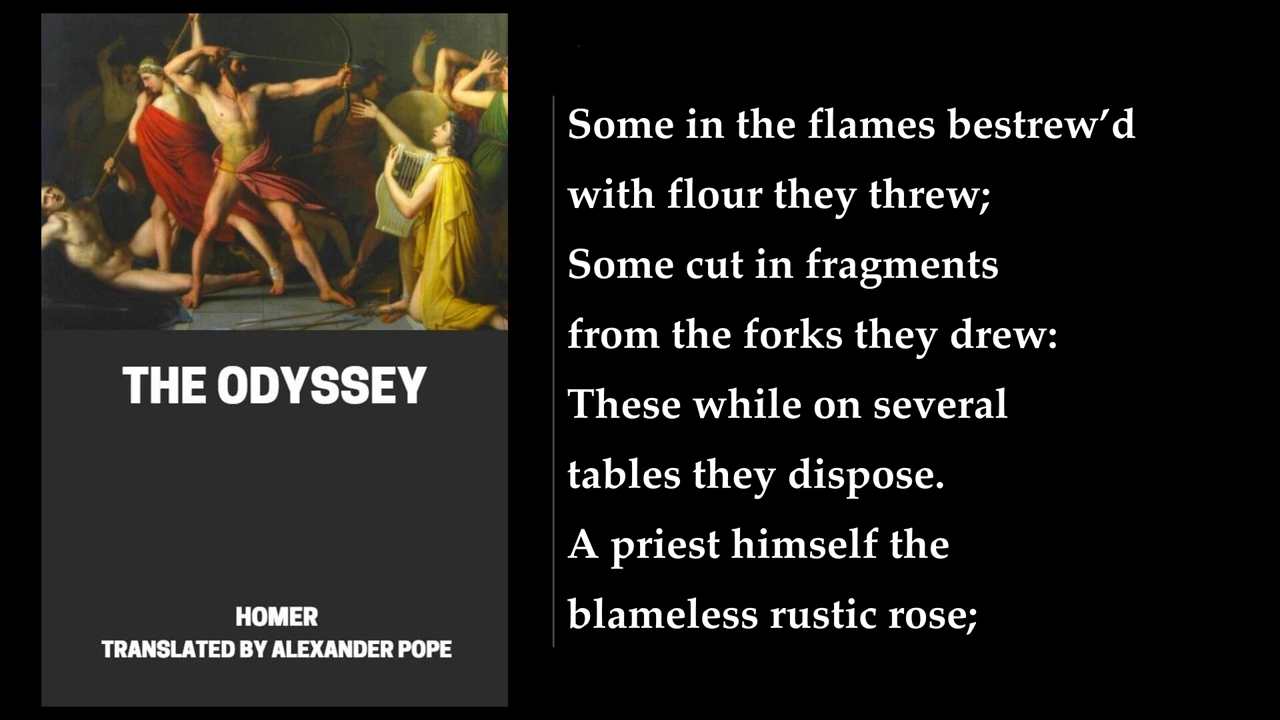 THE ODYSSEY
HOMER
TRANSLATED BY ALEXANDER POPE
Some in the flames bestrew’d
with flour they threw;
Some cut in fragments
from the forks they drew:
These while on several
tables they dispose.
A priest himself the
blameless rustic rose;